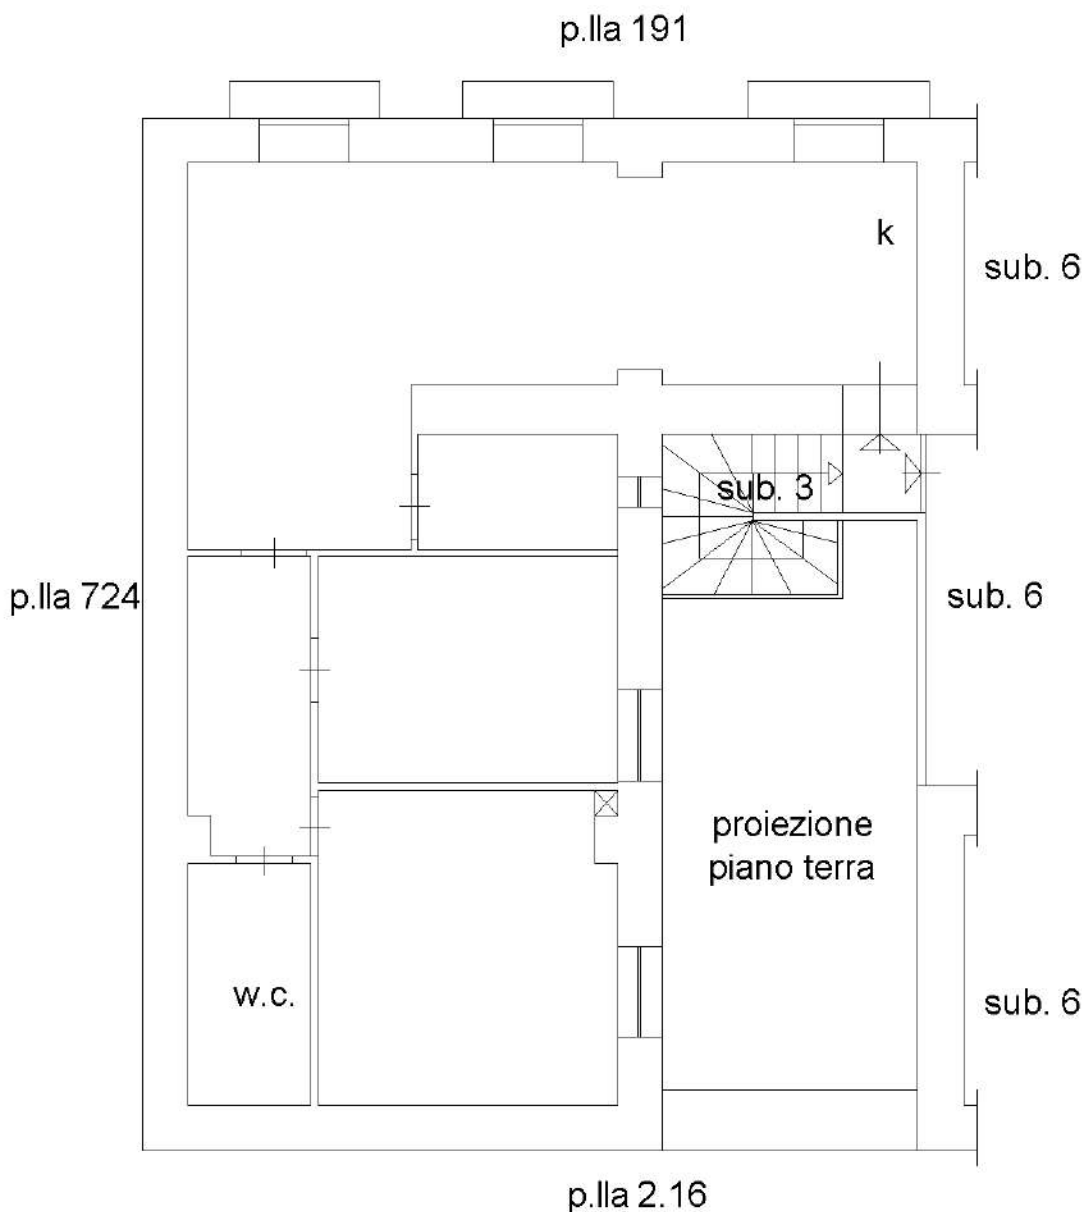 p.lla 191
k
sub. 6
sub. 3
p.lla 724
sub. 6
proiezione
piano terra
w.c.
sub. 6
p.lla 2.16